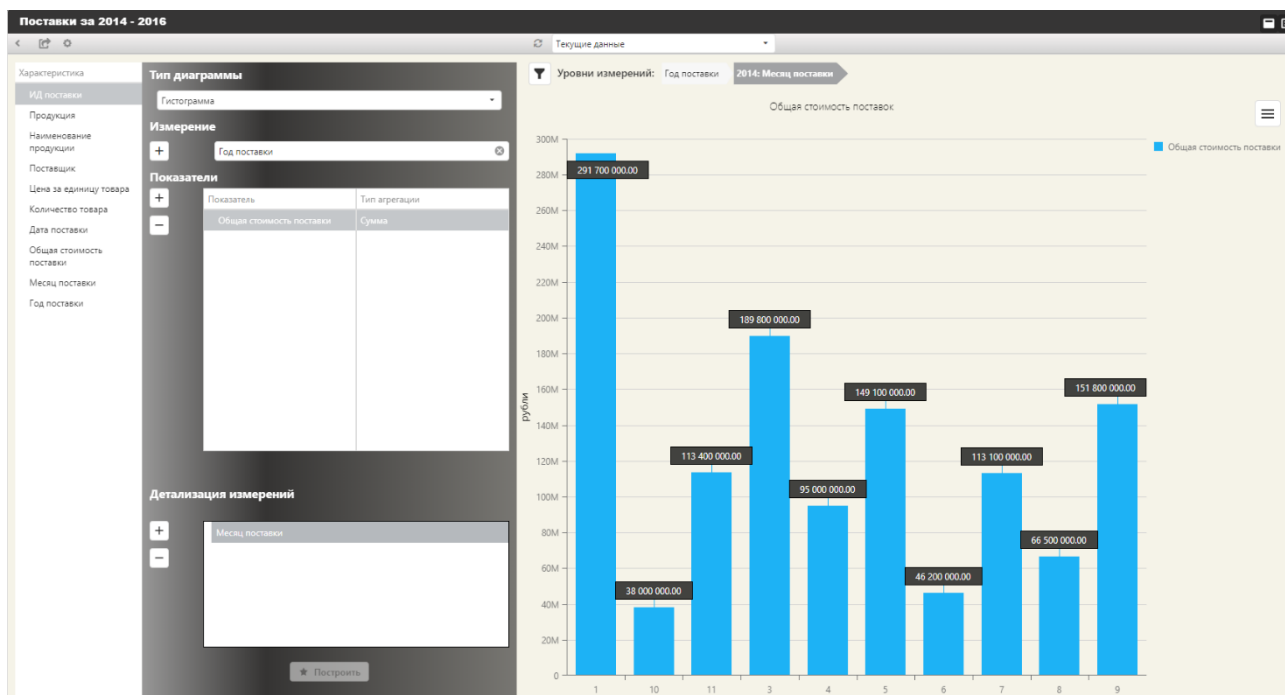 Поставки за 2014 - 2016
Текущие данные
Характеристика
ИД поставки
Продукция
Наименование
продукции
Поставщик
Цена за единицу товара
Количество товара
Дата поставки
Общая стоимость
поставки
Месяц поставки
Год поставки
Тип диаграммы
Гистограмма
Измерение
Год поставки
Показатели
Показатель
Тип агрегации
Общая стоимость поставки
Сумма
Детализация измерений
Месяц поставки
Построить
Уровни измерений:
Год поставки
2014: Месяц поставки
Общая стоимость поставок
Общая стоимость поставки
рубли
300M
280M
260M
240M
220M
200M
180M
160M
140M
120M
100M
80M
60M
40M
20M
0
291 700 000.00
38 000 000.00
113 400 000.00
189 800 000.00
95 000 000.00
149 100 000.00
46 200 000.00
113 100 000.00
66 500 000.00
151 800 000.00
1
10
11
3
4
5
6
7
8
9